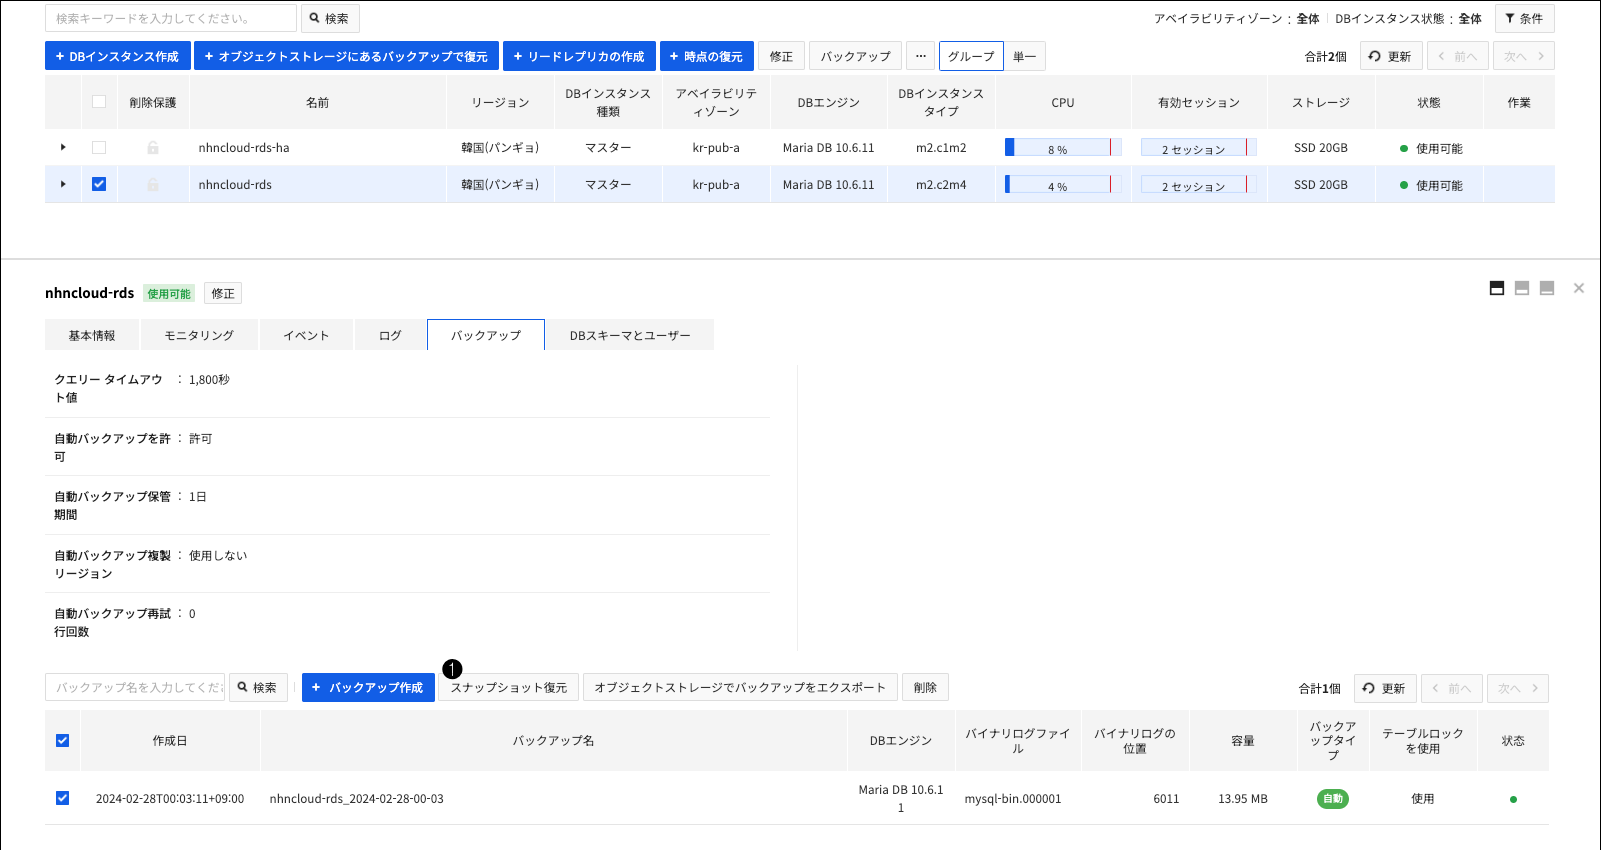 検索キーワードを入力してください。 検索 アベイラビリティゾーン : 全体 DBインスタンス状態 : 全体 条件
+ DBインスタンス作成 + オブジェクトストレージにあるバックアップで復元 + リードレプリカの作成 + 時点の復元 修正 バックアップ ... グループ 単一 合計2個 更新 前へ 次へ
削除保護 名前 リージョン DBインスタンス種類 アベイラビリティゾーン DBエンジン DBインスタンスタイプ CPU 有効セッション ストレージ 状態 作業
nhncloud-rds-ha 韓国(パンギョ) マスター kr-pub-a Maria DB 10.6.11 m2.c1m2 8 % 2 セッション SSD 20GB 使用可能
nhncloud-rds 韓国(パンギョ) マスター kr-pub-a Maria DB 10.6.11 m2.c2m4 4 % 2 セッション SSD 20GB 使用可能
nhncloud-rds 使用可能 修正
基本情報 モニタリング イベント ログ バックアップ DBスキーマとユーザー
クエリー タイムアウ : 1,800秒
ト値
自動バックアップを許 : 許可
可
自動バックアップ保管 : 1日
期間
自動バックアップ複製 : 使用しない
リージョン
自動バックアップ再試 : 0
行回数
1
バックアップ名を入力してくだ 検索 + バックアップ作成 スナップショット復元 オブジェクトストレージでバックアップをエクスポート 削除 合計1個 更新 前へ 次へ
作成日 バックアップ名 DBエンジン バイナリログファイル バイナリログの位置 容量 バックアップタイプ テーブルロックを使用 状态
2024-02-28T00:03:11+09:00 nhncloud-rds_2024-02-28-00-03 Maria DB 10.6.11 mysql-bin.000001 6011 13.95 MB 自動 使用